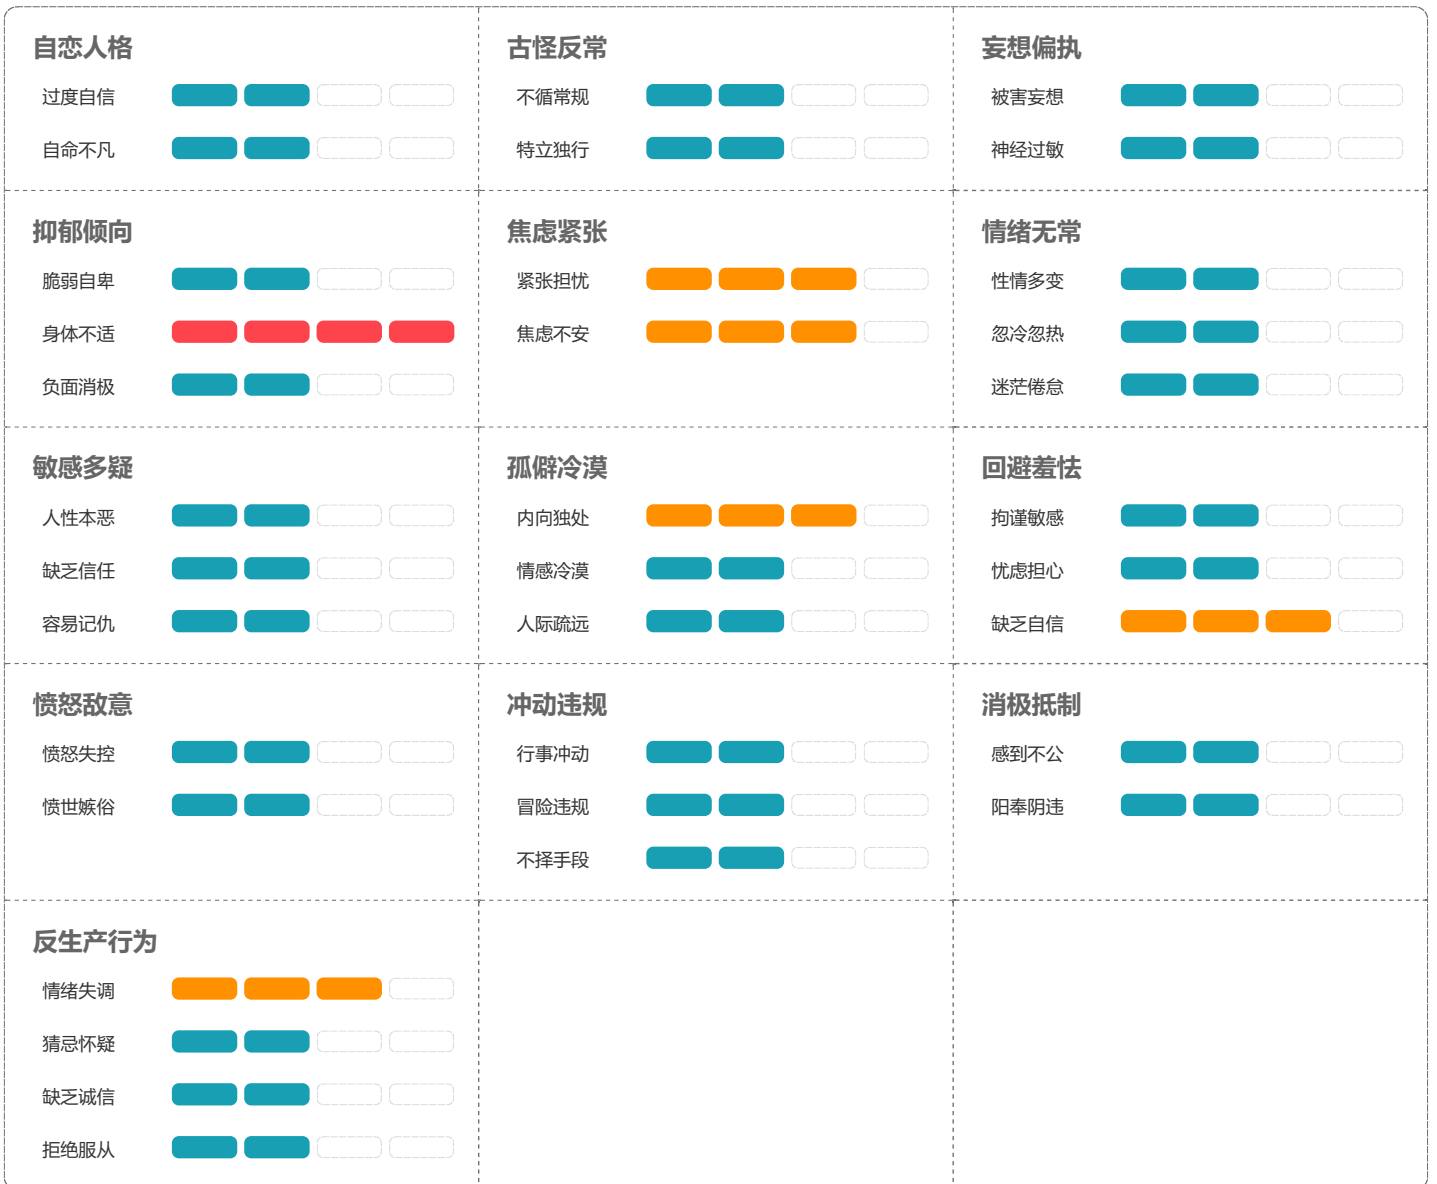 自恋人格
过度自信
自命不凡
古怪反常
不循常规
特立独行
妄想偏执
被害妄想
神经过敏
抑郁倾向
脆弱自卑
身体不适
负面消极
焦虑紧张
紧张担忧
焦虑不安
情绪无常
性情多变
忽冷忽热
迷茫倦怠
敏感多疑
人性本恶
缺乏信任
容易记仇
孤僻冷漠
内向独处
情感冷漠
人际疏远
回避羞怯
拘谨敏感
忧虑担心
缺乏自信
愤怒敌意
愤怒失控
愤世嫉俗
冲动违规
行事冲动
冒险违规
不择手段
消极抵制
感到不公
阳奉阴违
反生产行为
情绪失调
猜忌怀疑
缺乏诚信
拒绝服从